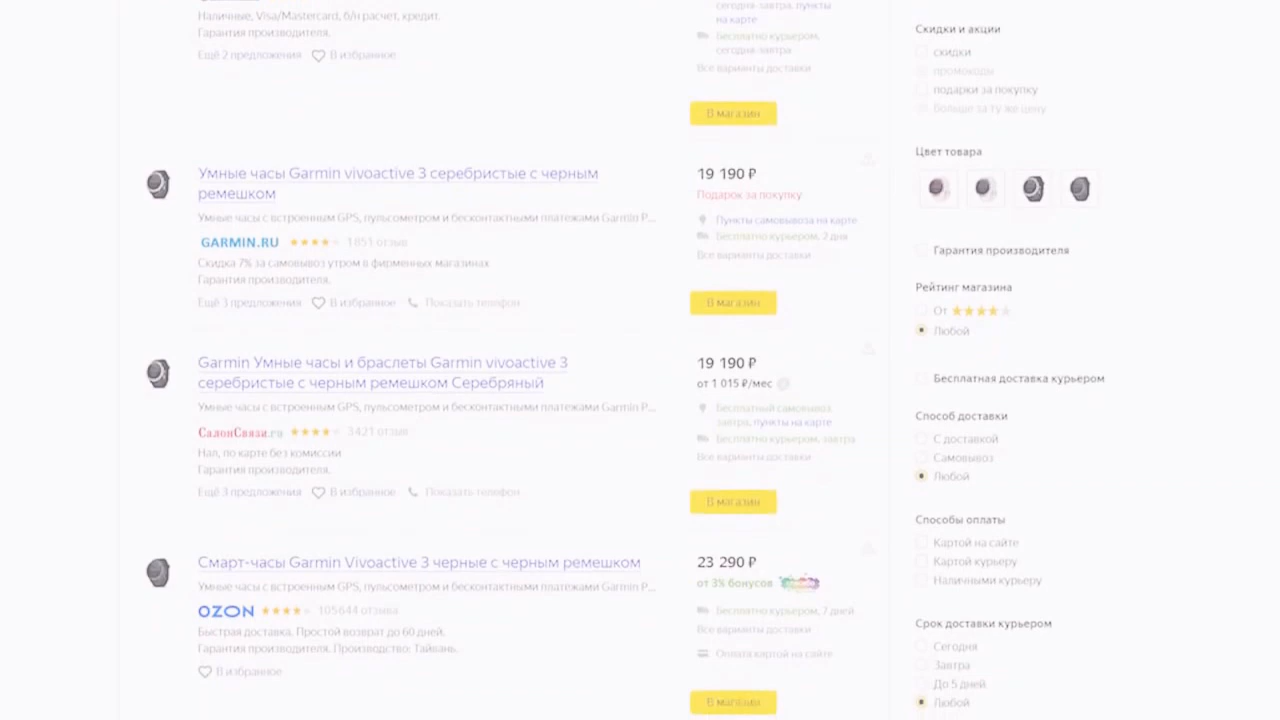 Наличные, Visa/Mastercard, б/н расчет, кредит.
Гарантия производителя.
Ещё 2 предложения В избранное
сегодня-завтра, пункты
на карте
Бесплатно курьером,
сегодня-завтра
Все варианты доставки
В магазин
Умные часы Garmin vivoactive 3 серебристые с черным
ремешком
Умные часы с встроенным GPS, пульсометром и бесконтактными платежами Garmin P...
GARMIN.RU 1851 отзыв
Скидка 7% за самовывоз утром в фирменных магазинах
Гарантия производителя.
Ещё 3 предложения В избранное Показать телефон
19 190 ₽
Подарок за покупку
Пункты самовывоза на карте
Бесплатно курьером, 2 дня
Все варианты доставки
В магазин
Garmin Умные часы и браслеты Garmin vivoactive 3
серебристые с черным ремешком Серебряный
Умные часы с встроенным GPS, пульсометром и бесконтактными платежами Garmin P...
СалонСвязи.ru 3421 отзыв
Нал, по карте без комиссии
Гарантия производителя.
Ещё 3 предложения В избранное Показать телефон
19 190 ₽
от 1 015 ₽/мес
Бесплатный самовывоз
завтра, пункты на карте
Бесплатно курьером, завтра
Все варианты доставки
В магазин
Смарт-часы Garmin Vivoactive 3 черные с черным ремешком
Умные часы с встроенным GPS, пульсометром и бесконтактными платежами Garmin P...
OZON 105644 отзыва
Быстрая доставка. Простой возврат до 60 дней.
Гарантия производителя. Производство: Тайвань.
В избранное
23 290 ₽
от 3% бонусов
Бесплатно курьером, 7 дней
Все варианты доставки
Оплата картой на сайте
В магазин
Скидки и акции
скидки
промокоды
подарки за покупку
больше за ту же цену
Цвет товара
Гарантия производителя
Рейтинг магазина
От
Любой
Бесплатная доставка курьером
Способ доставки
С доставкой
Самовывоз
Любой
Способы оплаты
Картой на сайте
Картой курьеру
Наличными курьеру
Срок доставки курьером
Сегодня
Завтра
До 5 дней
Любой